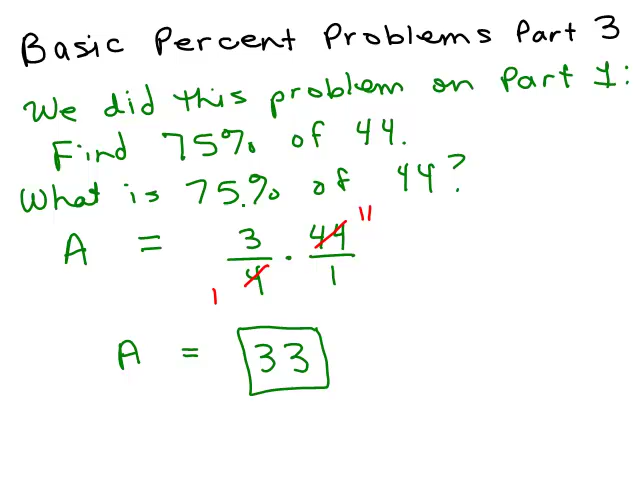 Basic Percent Problems Part 3
We did this problem on Part 1:
Find 75% of 44.
What is 75% of 44?
A = 3/4 · 44/1 11 1
A = 33